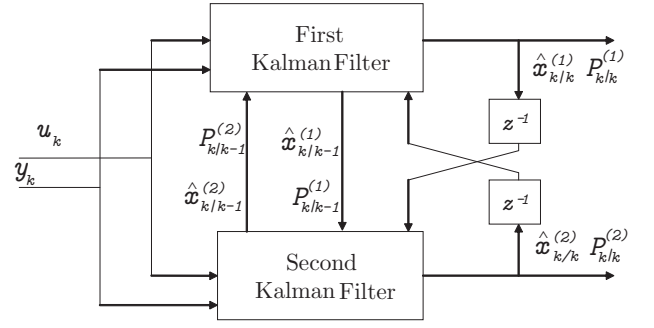 First
Kalman Filter
x̂^{(1)}_{k/k} P^{(1)}_{k/k}
z^{-1}
u_k
P^{(2)}_{k/k-1} x̂^{(1)}_{k/k-1}
y_k
x̂^{(2)}_{k/k-1} P^{(1)}_{k/k-1}
z^{-1}
x̂^{(2)}_{k/k} P^{(2)}_{k/k}
Second
Kalman Filter